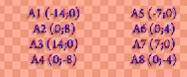 A1 (-14;0)
A2 (0;8)
A3 (14;0)
A4 (0;-8)
A5 (-7;0)
A6 (0;4)
A7 (7;0)
A8 (0;-4)